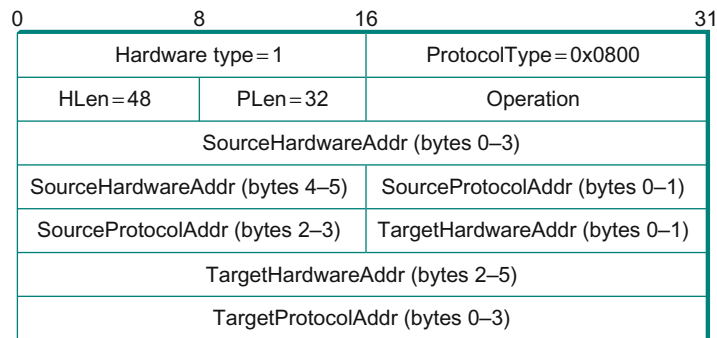 0 8 16 31
Hardware type=1 ProtocolType=0x0800
HLen=48 PLen=32 Operation
SourceHardwareAddr (bytes 0–3)
SourceHardwareAddr (bytes 4–5) SourceProtocolAddr (bytes 0–1)
SourceProtocolAddr (bytes 2–3) TargetHardwareAddr (bytes 0–1)
TargetHardwareAddr (bytes 2–5)
TargetProtocolAddr (bytes 0–3)